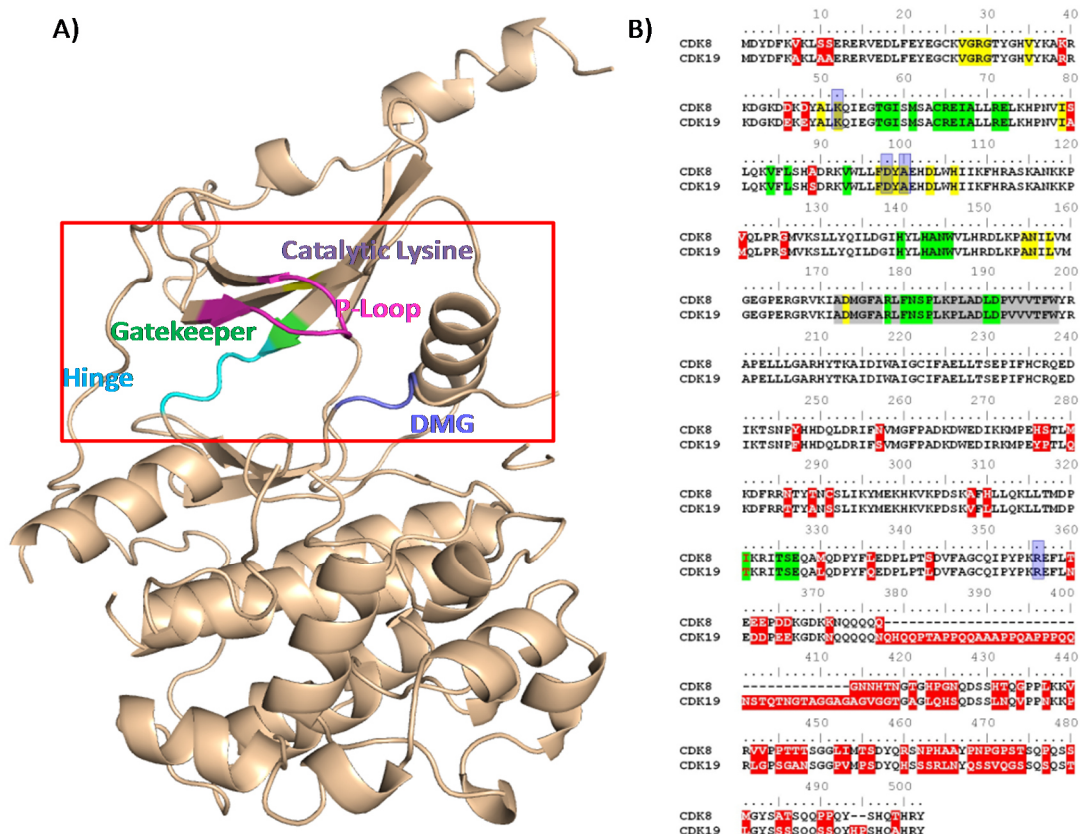 A)
Catalytic Lysine
P-Loop
Gatekeeper
Hinge
DMG
B)
10 20 30 40
CDK8 MDYDFKVKLSSERERVEDLFEYEGCKVGRGTYGHVYKAKR
CDK19 MDYDFKAKLAAERERVEDLFEYEGCKVGRGTYGHVYKARR
50 60 70 80
CDK8 KDGKDDKDYALKQIEGTGISMSACREIALLRELKHPNVIS
CDK19 KDGKDEKEYALKQIEGTGISMSACREIALLRELKHPNVIA
90 100 110 120
CDK8 LQKVFLSHADRKVWLLFDYAEHDLWHIIKFHRASKANKKP
CDK19 LQKVFLSHSDRKVWLLFDYAEHDLWHIIKFHRASKANKKP
130 140 150 160
CDK8 VQLPRGMVKSLLYQILDGIHYLHANWVLHRDLKPANILVM
CDK19 MQLPRSMVKSLLYQILDGIHYLHANWVLHRDLKPANILVM
170 180 190 200
CDK8 GEGPERGRVKIADMGFARLFNSPLKPLADLDPVVVTFWYR
CDK19 GEGPERGRVKIADMGFARLFNSPLKPLADLDPVVVTFWYR
210 220 230 240
CDK8 APELLLGARHYTKAIDIWAIGCIFAELLTSEPIFHCRQED
CDK19 APELLLGARHYTKAIDIWAIGCIFAELLTSEPIFHCRQED
250 260 270 280
CDK8 IKTSNPYHHDQLDRIFNVMGFPADKDWEDIKKMPEHSTLM
CDK19 IKTSNPFHHDQLDRIFSVMGFPADKDWEDIKKMPEYPTLQ
290 300 310 320
CDK8 KDFRRNTYTNCSLIKYMEKHKVKPDSKAFHLLQKLLTMDP
CDK19 KDFRRTTYANSSLIKYMEKHKVKPDSKVFLLLQKLLTMDP
330 340 350 360
CDK8 IKRITSEQAMQDPYFLEDPLPTSDVFAGCQIPYPKREFLT
CDK19 TKRITSEQALQDPYFQEDPLPTLDVFAGCQIPYPKREFLN
370 380 390 400
CDK8 EEEPDDKGDKKNQQQQQ-----------------------
CDK19 EDDPEEKGDKNQQQQQNQHQQPTAPPQQAAAPPQAPPPQQ
410 420 430 440
CDK8 -------------GNNHTNGTGHPGNQDSSHTQGPPLKKV
CDK19 NSTQTNGTAGGAGAGVGGTGAGLQHSQDSSLNQVPPNKKP
450 460 470 480
CDK8 RVVPPTTTSGGLIMTSDYQRSNPHAAYPNPGPSTSQPQSS
CDK19 RLGPSGANSGGPVMPSDYQHSSSRLNYQSSVQGSSQSQST
490 500
CDK8 MGYSATSQQPPQY--SHQTHRY
CDK19 LGYSSSSQQSSQYHPSHQAHRY